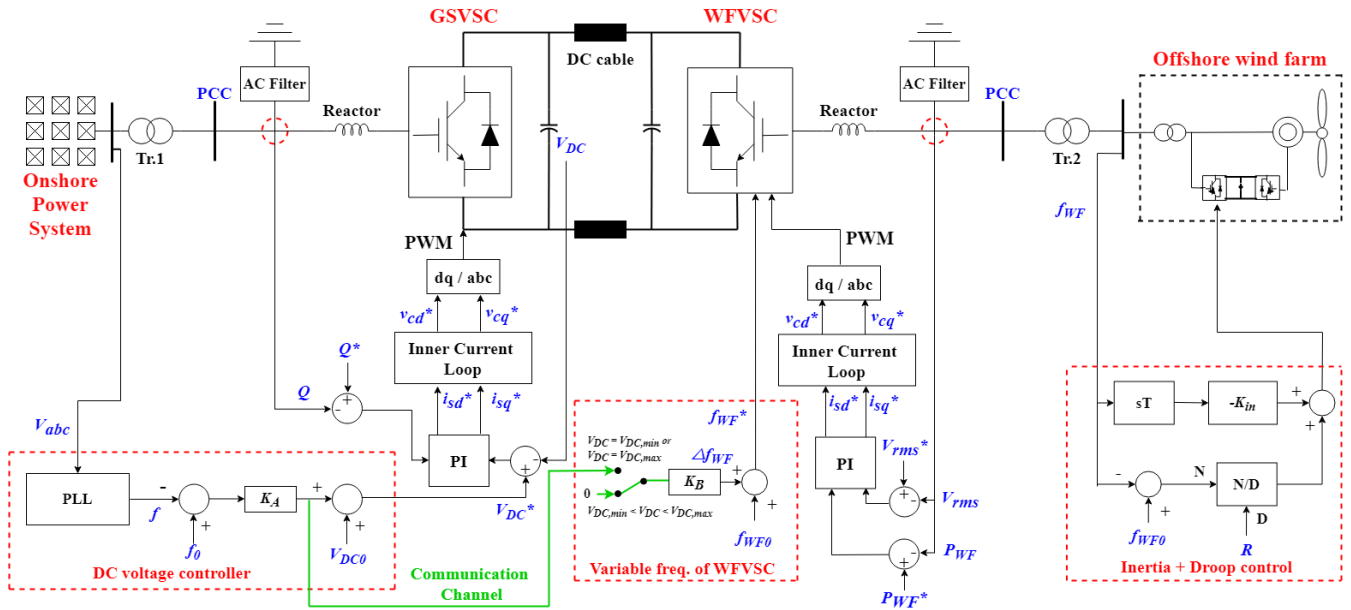 GSVSC
WFVSC
DC cable
AC Filter
AC Filter
Offshore wind farm
PCC
PCC
Reactor
Reactor
V_DC
Tr.1
Tr.2
Onshore
Power
System
f_WF
PWM
PWM
dq / abc
dq / abc
v_cd*
v_cq*
v_cd*
v_cq*
Inner Current
Loop
Inner Current
Loop
Q*
Q
+
-
i_sd*
i_sq*
i_sd*
i_sq*
f_WF*
sT
-K_in
+
+
V_abc
PI
+
-
V_DC = V_DC,min or
V_DC = V_DC,max
Δf_WF
K_B
+
+
0
V_DC,min < V_DC < V_DC,max
PI
V_rms*
+
-
V_rms
PLL
-
f
+
f_0
K_A
+
+
V_DC0
V_DC*
f_WF0
-
+
f_WF0
N
N/D
D
R
P_WF
+
-
P_WF*
DC voltage controller
Communication
Channel
Variable freq. of WFVSC
Inertia + Droop control